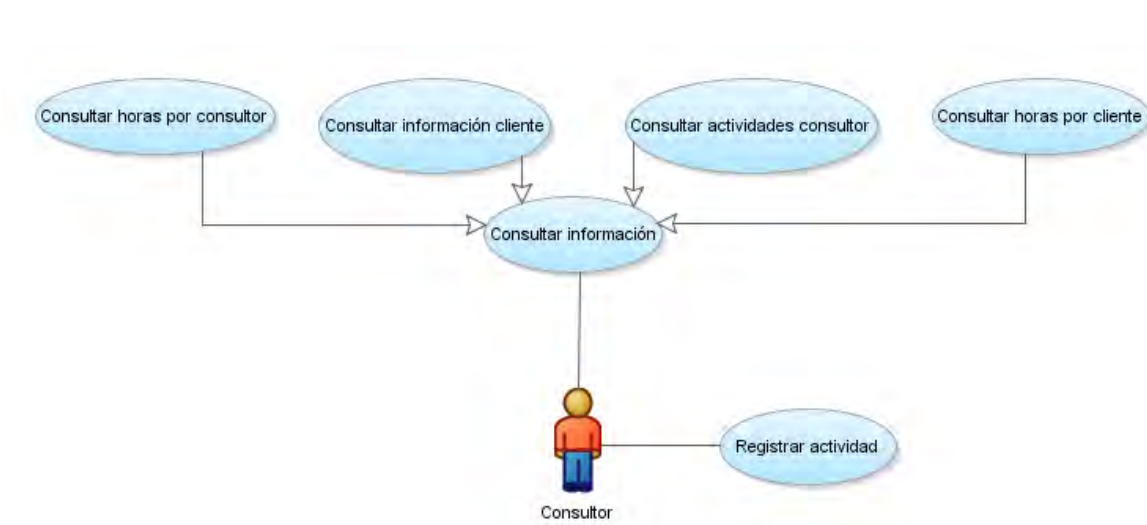 Consultar horas por consultor
Consultar información cliente
Consultar actividades consultor
Consultar horas por cliente
Consultar información
Registrar actividad
Consultor